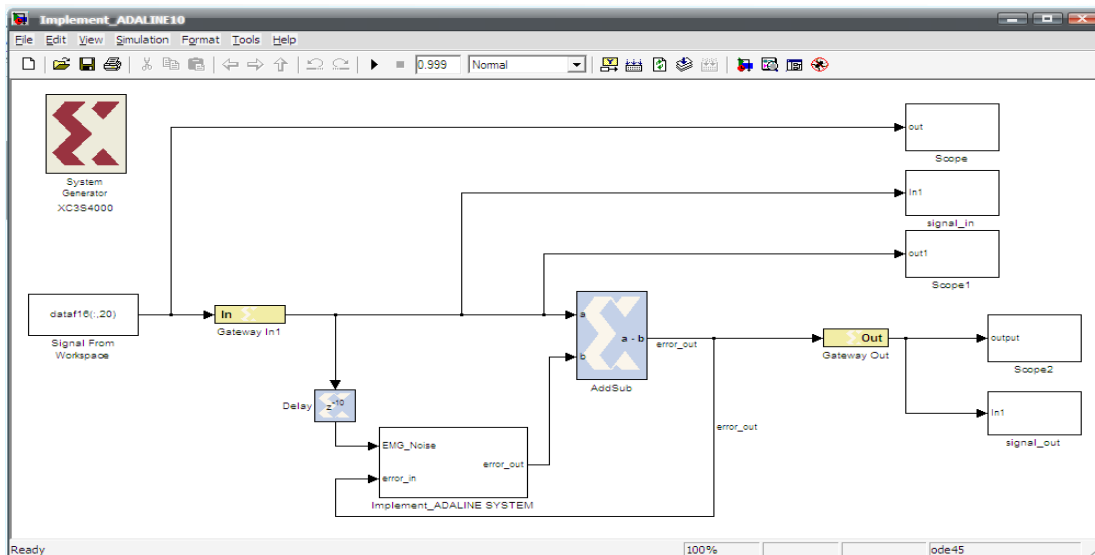 Implement_ADALINE10
File Edit View Simulation Format Tools Help
0.999 Normal
System
Generator
XC3S4000
out
Scope
In1
signal_in
out1
Scope1
dataf16(:,20)
Signal From
Workspace
In
Gateway In1
a
b
a - b
AddSub
error_out
Out
Gateway Out
output
Scope2
In1
signal_out
Delay
z-10
EMG_Noise
error_in
error_out
Implement_ADALINE SYSTEM
error_out
Ready
100%
ode45